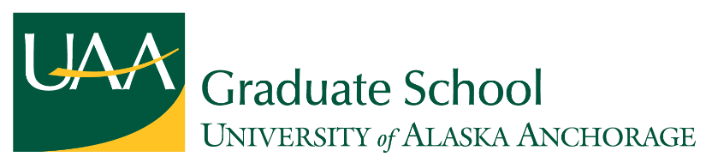 UAA
Graduate School
UNIVERSITY of ALASKA ANCHORAGE